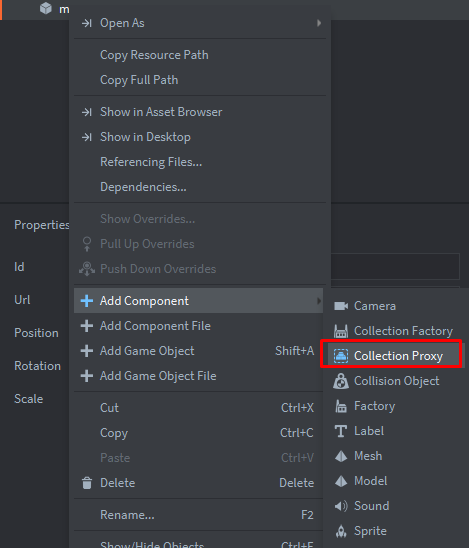 m
Open As
Copy Resource Path
Copy Full Path
Show in Asset Browser
Show in Desktop
Referencing Files...
Dependencies...
Show Overrides...
Pull Up Overrides
Push Down Overrides
Add Component
Add Component File
Add Game Object Shift+A
Add Game Object File
Cut Ctrl+X
Copy Ctrl+C
Paste Ctrl+V
Delete Delete
Rename... F2
Show/Hide Objects Ctrl+E
Properties
Id
Url
Position
Rotation
Scale
Camera
Collection Factory
Collection Proxy
Collision Object
Factory
Label
Mesh
Model
Sound
Sprite